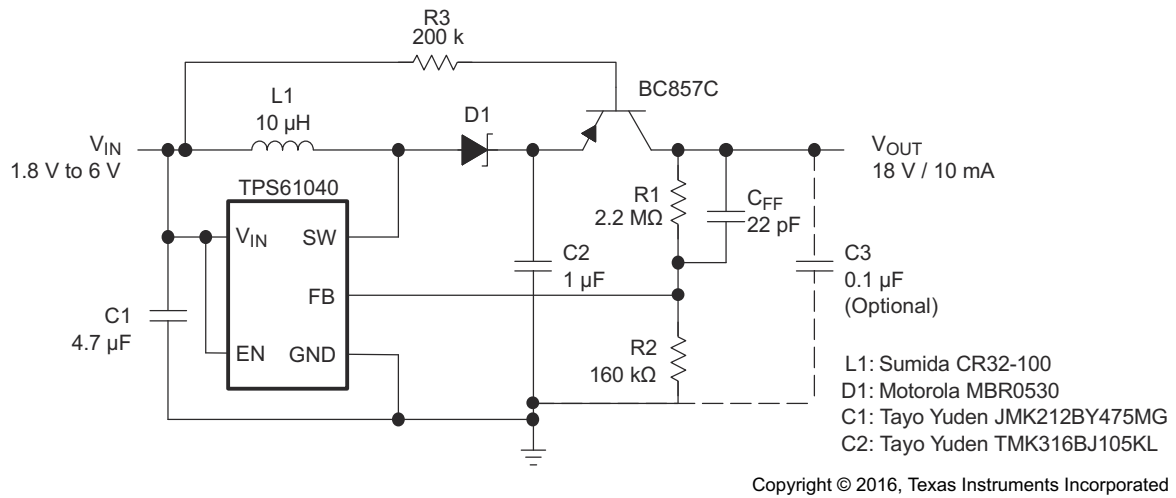 R3
200 k
BC857C
L1
10 µH
D1
VIN
1.8 V to 6 V
VOUT
18 V / 10 mA
TPS61040
VIN
SW
FB
EN
GND
R1
2.2 MΩ
CFF
22 pF
C2
1 µF
C3
0.1 µF
(Optional)
C1
4.7 µF
R2
160 kΩ
L1: Sumida CR32-100
D1: Motorola MBR0530
C1: Tayo Yuden JMK212BY475MG
C2: Tayo Yuden TMK316BJ105KL
Copyright © 2016, Texas Instruments Incorporated